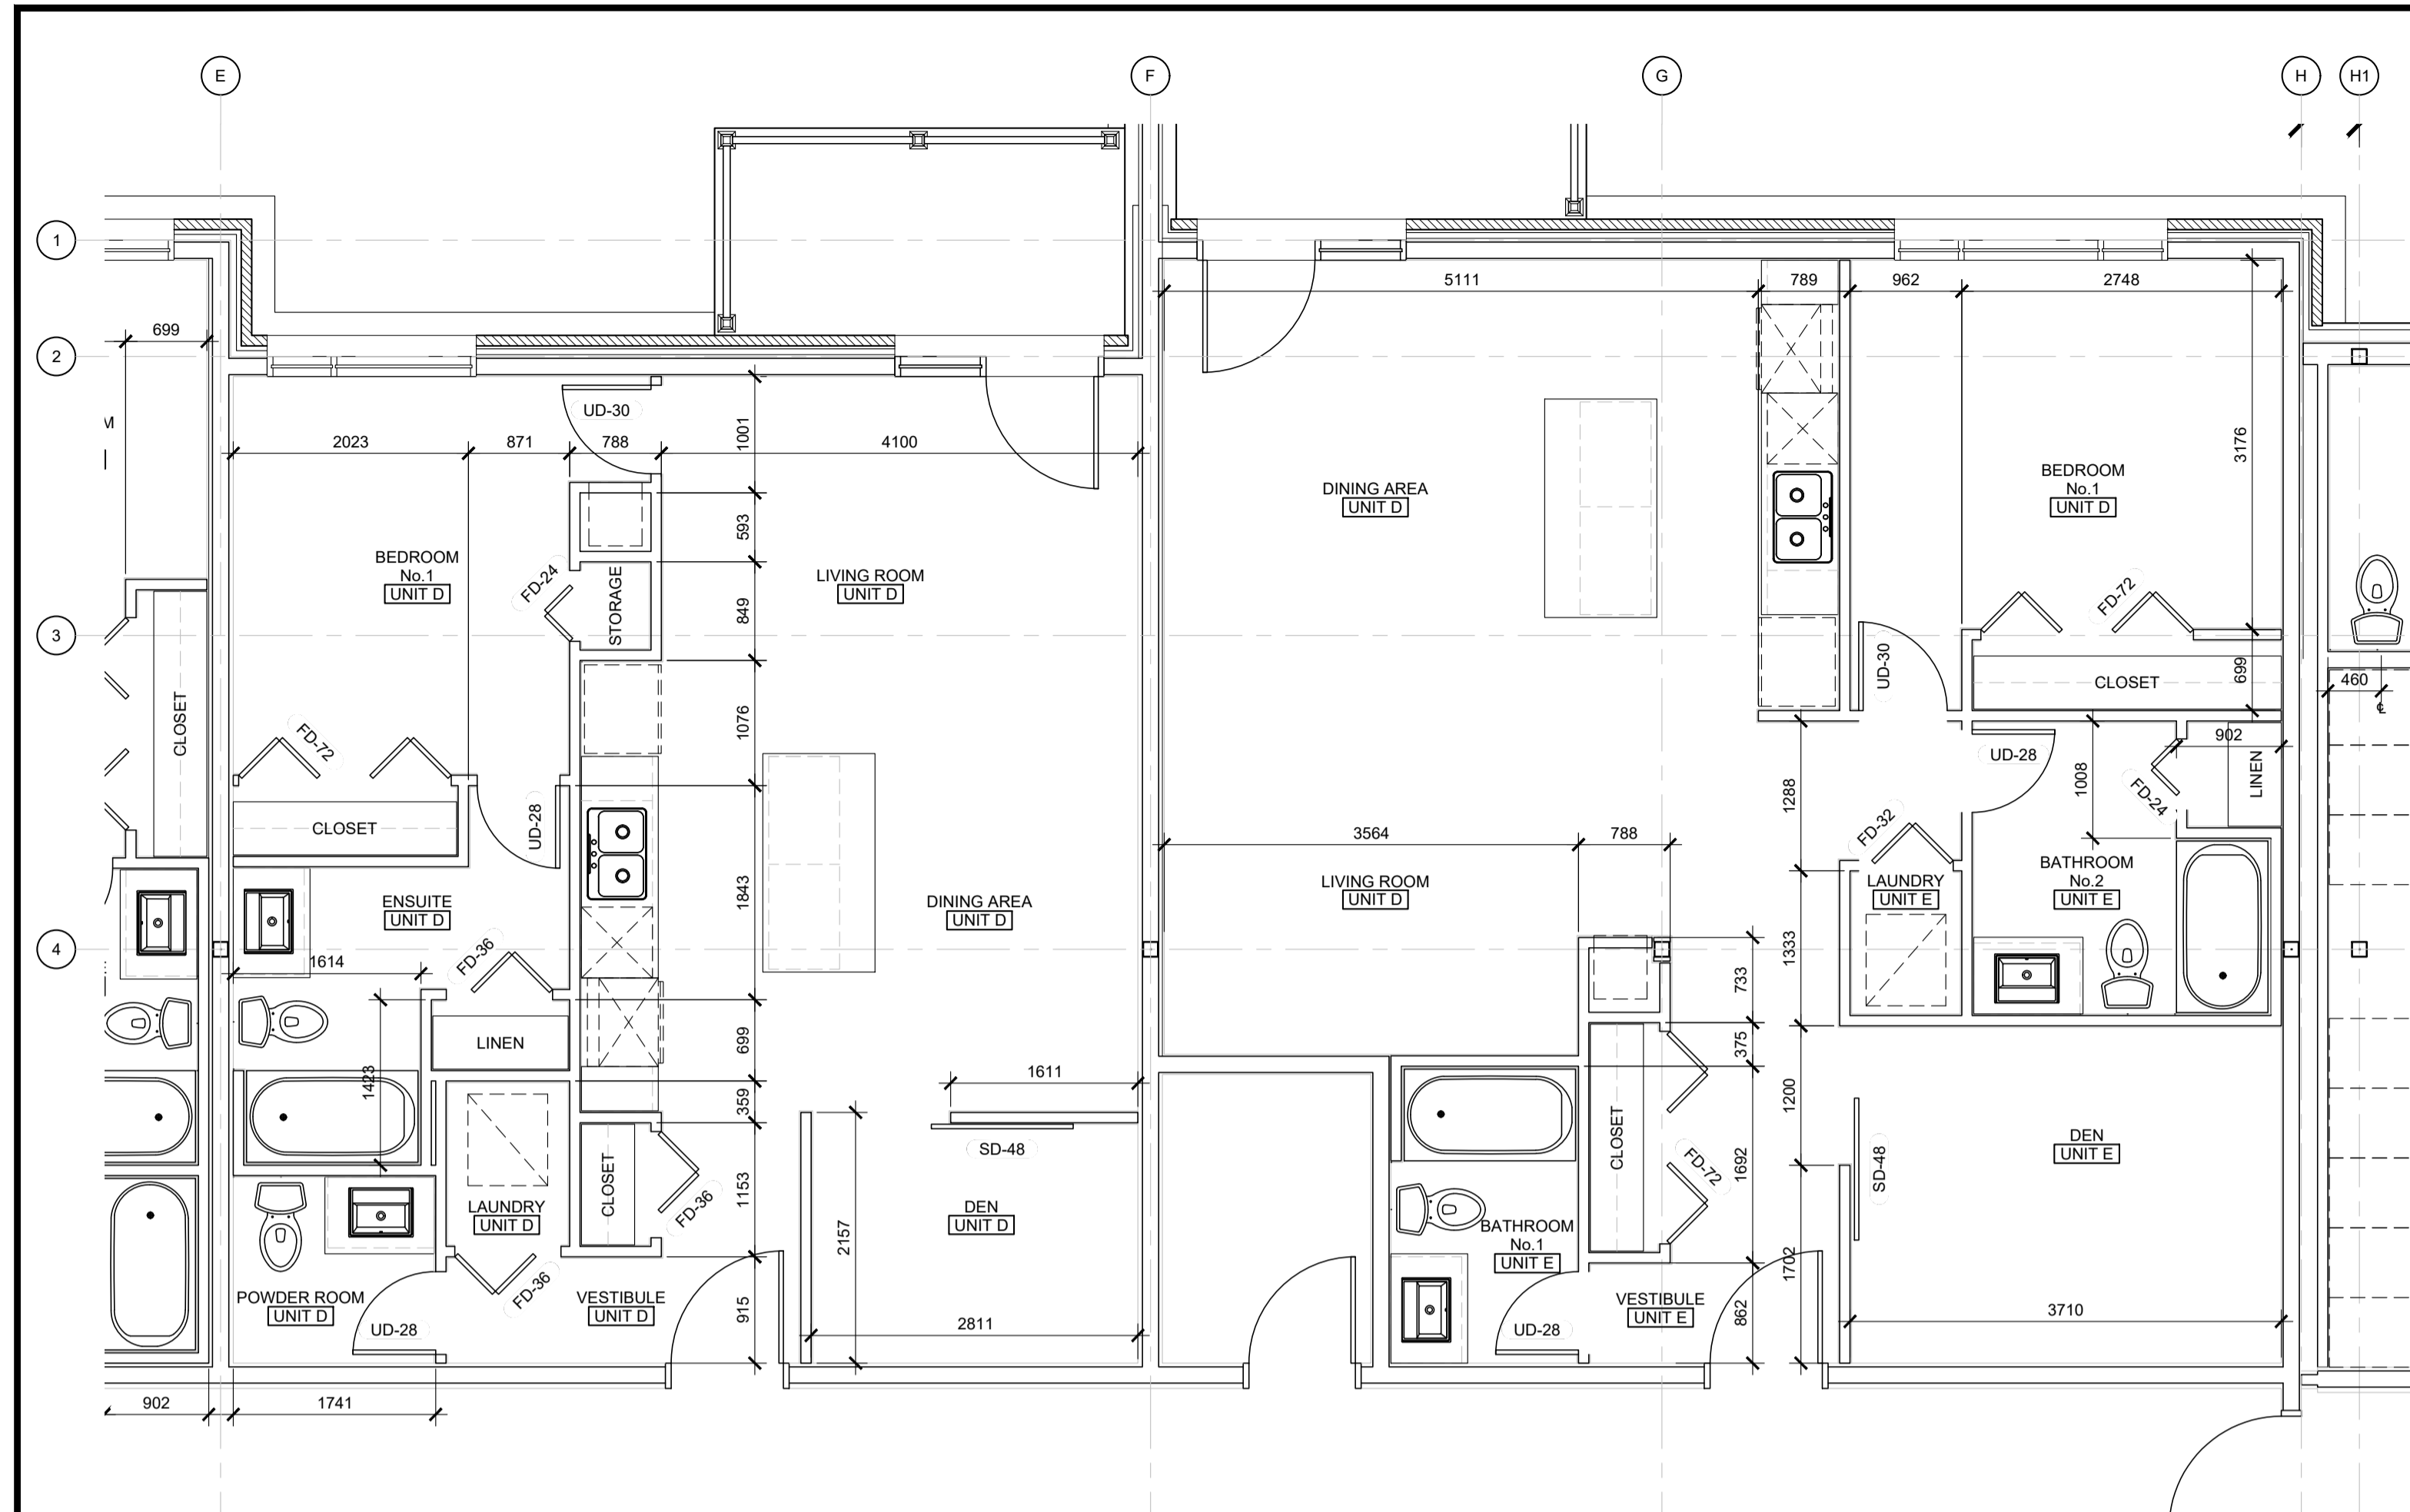 E
F
G
H
H1
1
2
3
4
699
CLOSET
M
UD-30
2023
871
788
4100
1001
593
849
1076
1843
699
359
1153
915
BEDROOM
No.1
UNIT D
FD-24
STORAGE
LIVING ROOM
UNIT D
FD-72
CLOSET
UD-28
ENSUITE
UNIT D
DINING AREA
UNIT D
1614
FD-36
LINEN
1423
1611
SD-48
CLOSET
FD-36
LAUNDRY
UNIT D
2157
DEN
UNIT D
POWDER ROOM
UNIT D
UD-28
FD-36
VESTIBULE
UNIT D
2811
902
1741
5111
789
962
2748
3176
DINING AREA
UNIT D
BEDROOM
No.1
UNIT D
FD-72
UD-30
CLOSET
699
460
℄
902
UD-28
1008
FD-24
LINEN
1288
FD-32
3564
788
LIVING ROOM
UNIT D
LAUNDRY
UNIT E
BATHROOM
No.2
UNIT E
1333
733
375
1200
CLOSET
FD-72
1692
SD-48
DEN
UNIT E
BATHROOM
No.1
UNIT E
UD-28
VESTIBULE
UNIT E
862
1702
3710